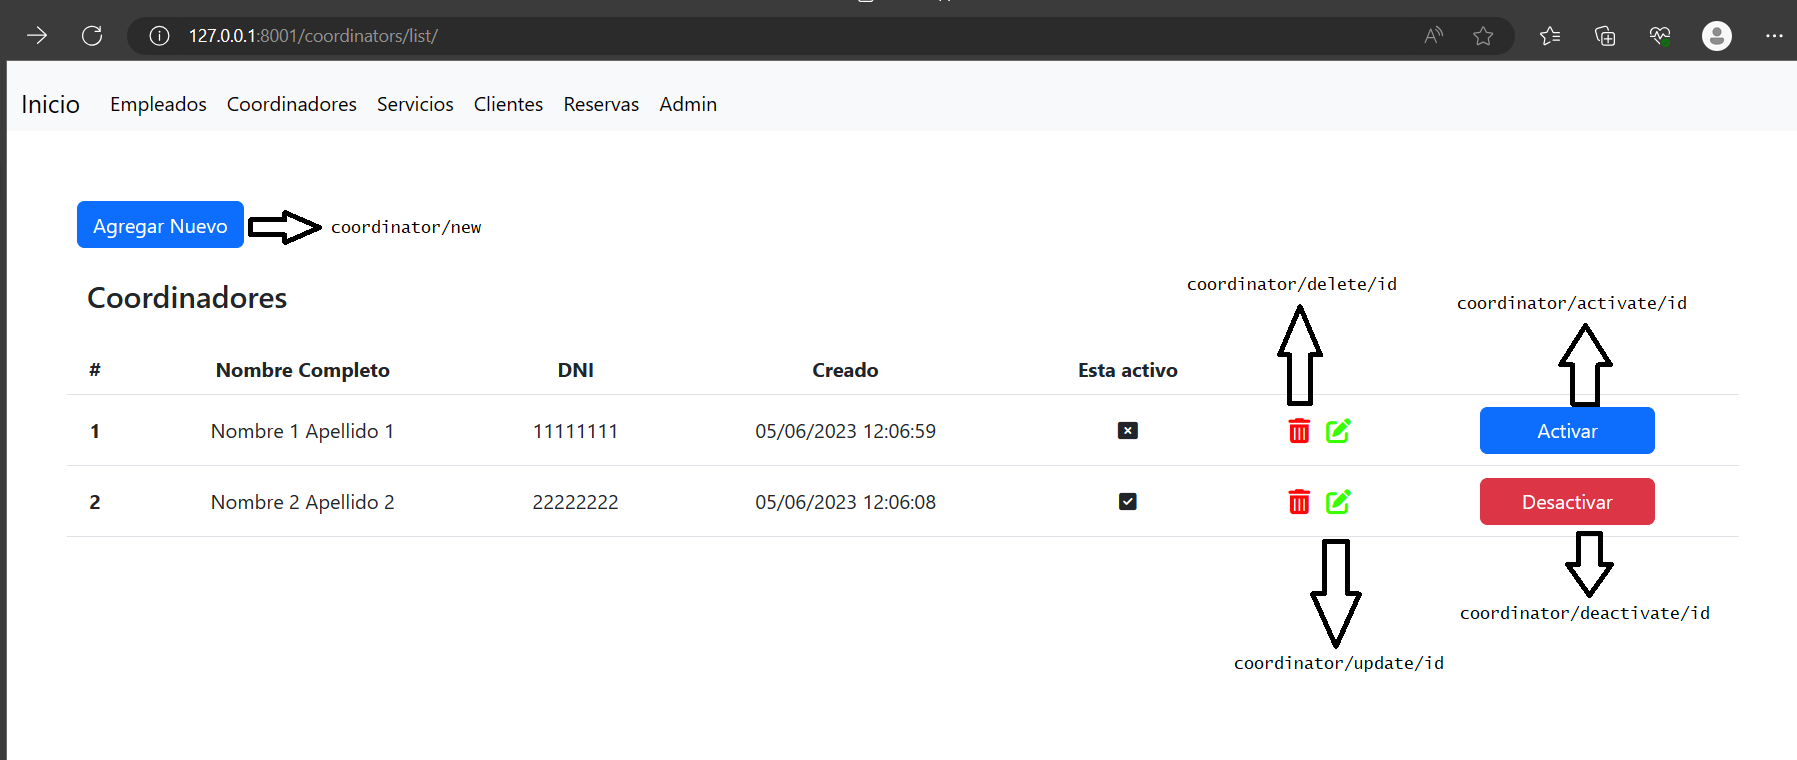 127.0.0.1:8001/coordinators/list/
Inicio Empleados Coordinadores Servicios Clientes Reservas Admin
Agregar Nuevo coordinator/new
coordinator/delete/id
Coordinadores
coordinator/activate/id
# Nombre Completo DNI Creado Esta activo
1 Nombre 1 Apellido 1 11111111 05/06/2023 12:06:59 Activar
2 Nombre 2 Apellido 2 22222222 05/06/2023 12:06:08 Desactivar
coordinator/deactivate/id
coordinator/update/id